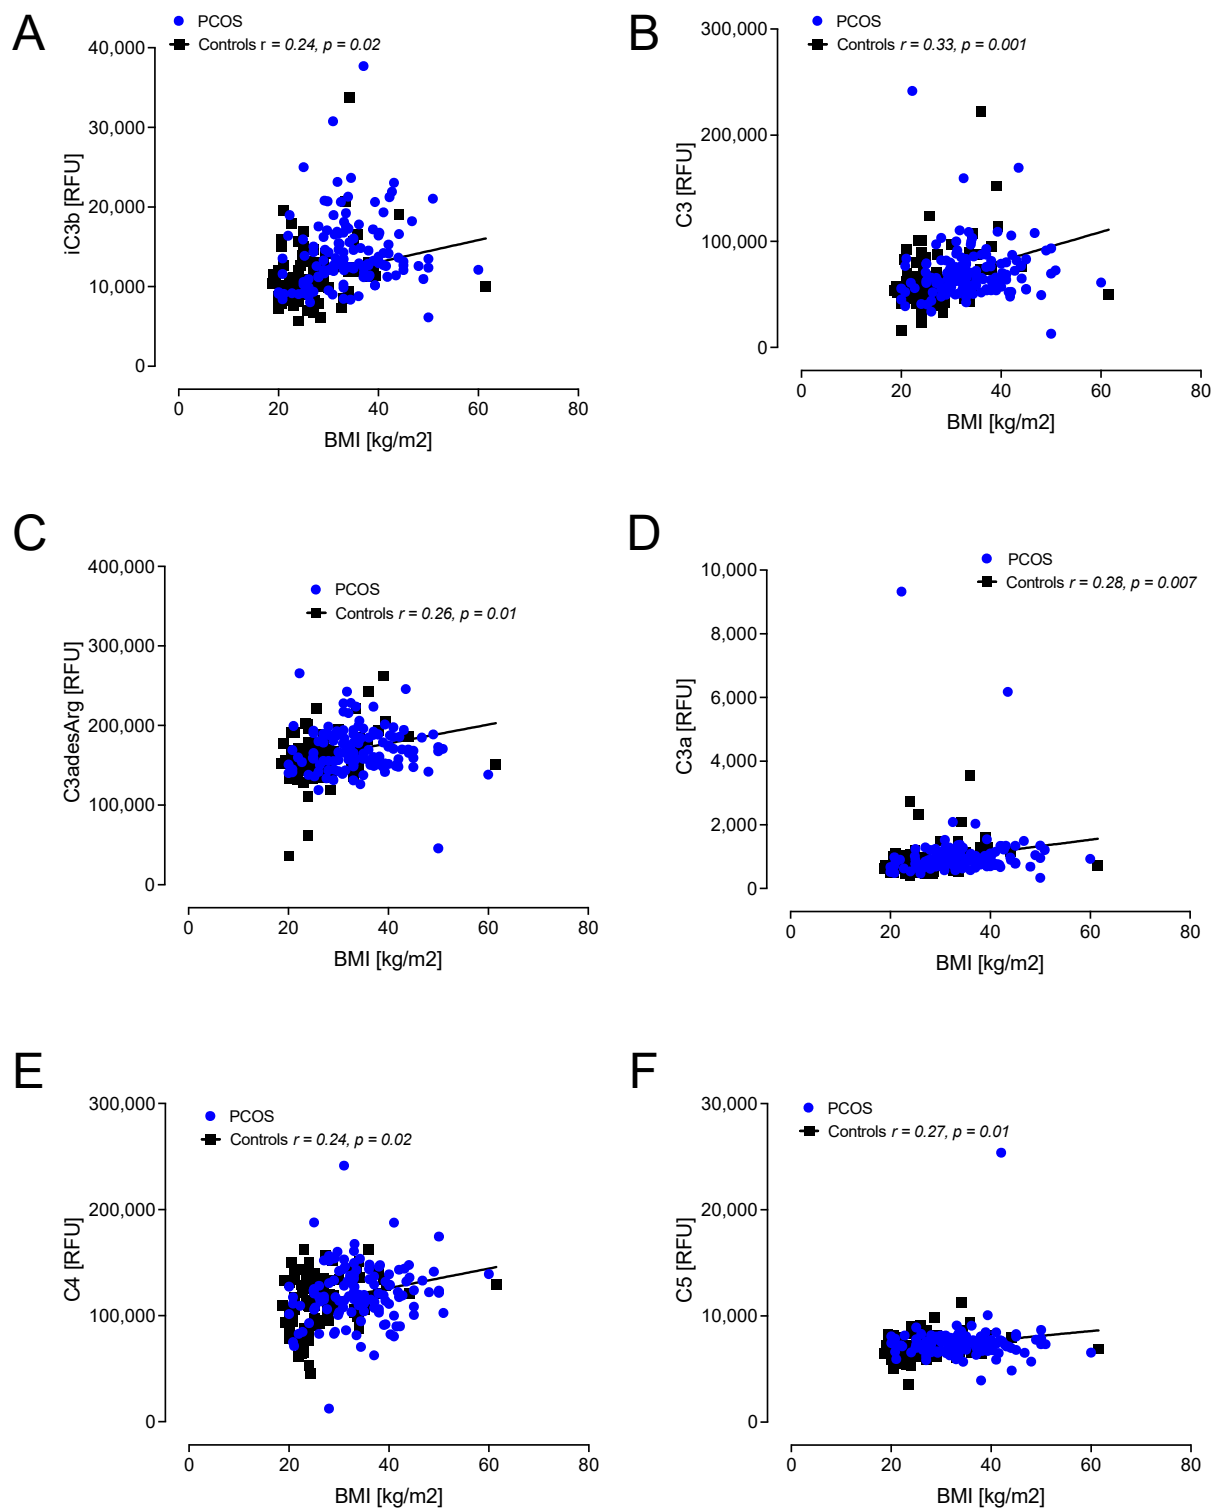 A
PCOS
Controls r = 0.24, p = 0.02
40,000
30,000
20,000
10,000
0
iC3b [RFU]
0 20 40 60 80
BMI [kg/m2]
B
PCOS
Controls r = 0.33, p = 0.001
300,000
200,000
100,000
0
C3 [RFU]
0 20 40 60 80
BMI [kg/m2]
C
PCOS
Controls r = 0.26, p = 0.01
400,000
300,000
200,000
100,000
0
C3adesArg [RFU]
0 20 40 60 80
BMI [kg/m2]
D
PCOS
Controls r = 0.28, p = 0.007
10,000
8,000
6,000
4,000
2,000
0
C3a [RFU]
0 20 40 60 80
BMI [kg/m2]
E
PCOS
Controls r = 0.24, p = 0.02
300,000
200,000
100,000
0
C4 [RFU]
0 20 40 60 80
BMI [kg/m2]
F
PCOS
Controls r = 0.27, p = 0.01
30,000
20,000
10,000
0
C5 [RFU]
0 20 40 60 80
BMI [kg/m2]